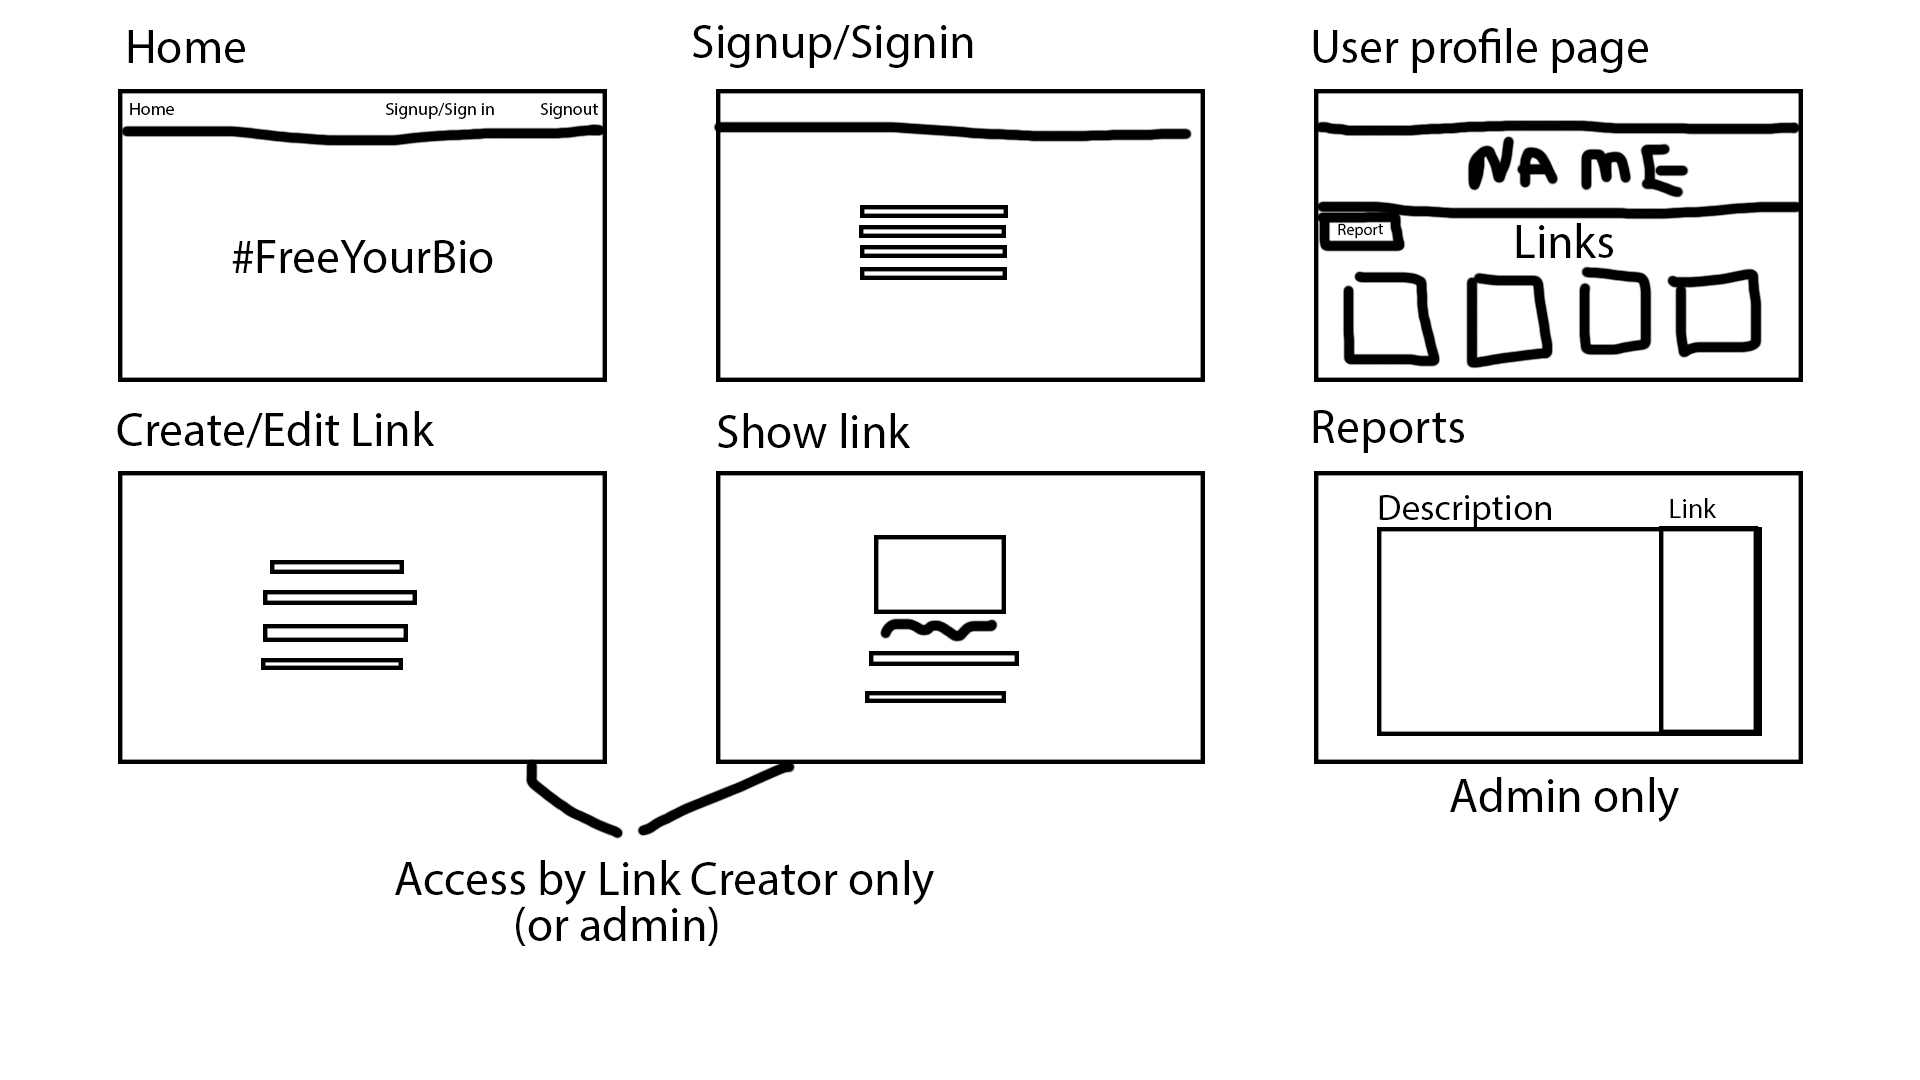 Home
Signup/Signin
User profile page
Home
Signup/Sign in
Signout
#FreeYourBio
NAME
Report
Links
Create/Edit Link
Show link
Reports
Description
Link
Admin only
Access by Link Creator only
(or admin)